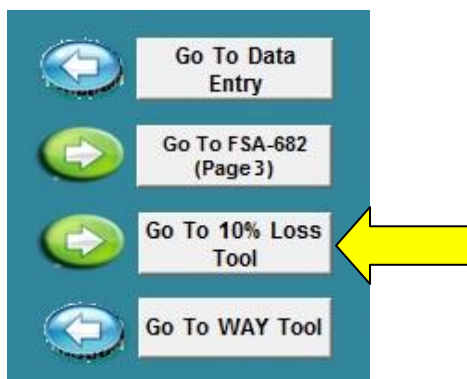 Go To Data
Entry
Go To FSA-682
(Page 3)
Go To 10% Loss
Tool
Go To WAY Tool